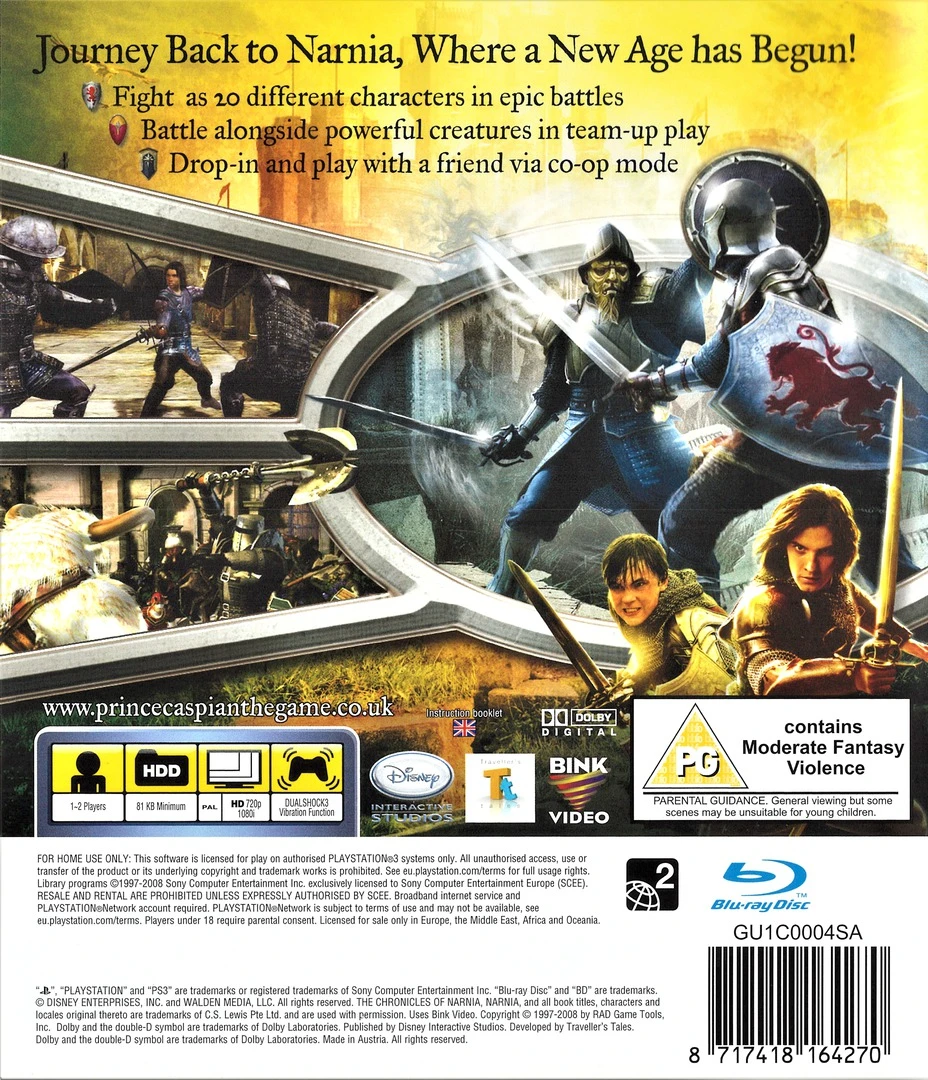 Journey Back to Narnia, Where a New Age has Begun!
Fight as 20 different characters in epic battles
Battle alongside powerful creatures in team-up play
Drop-in and play with a friend via co-op mode
www.princecaspianthegame.co.uk
Instruction booklet
DOLBY
DIGITAL
1-2 Players
HDD
81 KB Minimum
PAL
HD 720p
1080i
DUALSHOCK3
Vibration Function
Disney
INTERACTIVE
STUDIOS
Traveller's
Tt
TALES
BINK
VIDEO
PG
contains
Moderate Fantasy
Violence
PARENTAL GUIDANCE. General viewing but some
scenes may be unsuitable for young children.
FOR HOME USE ONLY: This software is licensed for play on authorised PLAYSTATION®3 systems only. All unauthorised access, use or
transfer of the product or its underlying copyright and trademark works is prohibited. See eu.playstation.com/terms for full usage rights.
Library programs ©1997-2008 Sony Computer Entertainment Inc. exclusively licensed to Sony Computer Entertainment Europe (SCEE).
RESALE AND RENTAL ARE PROHIBITED UNLESS EXPRESSLY AUTHORISED BY SCEE. Broadband internet service and
PLAYSTATION®Network account required. PLAYSTATION®Network is subject to terms of use and may not be available, see
eu.playstation.com/terms. Players under 18 require parental consent. Licensed for sale only in Europe, the Middle East, Africa and Oceania.
2
Blu-ray Disc
TM
GU1C0004SA
"", "PLAYSTATION" and "PS3" are trademarks or registered trademarks of Sony Computer Entertainment Inc. "Blu-ray Disc" and "BD" are trademarks.
© DISNEY ENTERPRISES, INC. and WALDEN MEDIA, LLC. All rights reserved. THE CHRONICLES OF NARNIA, NARNIA, and all book titles, characters and
locales original thereto are trademarks of C.S. Lewis Pte Ltd. and are used with permission. Uses Bink Video. Copyright © 1997-2008 by RAD Game Tools,
Inc. Dolby and the double-D symbol are trademarks of Dolby Laboratories. Published by Disney Interactive Studios. Developed by Traveller's Tales.
Dolby and the double-D symbol are trademarks of Dolby Laboratories. Made in Austria. All rights reserved.
8 717418 164270